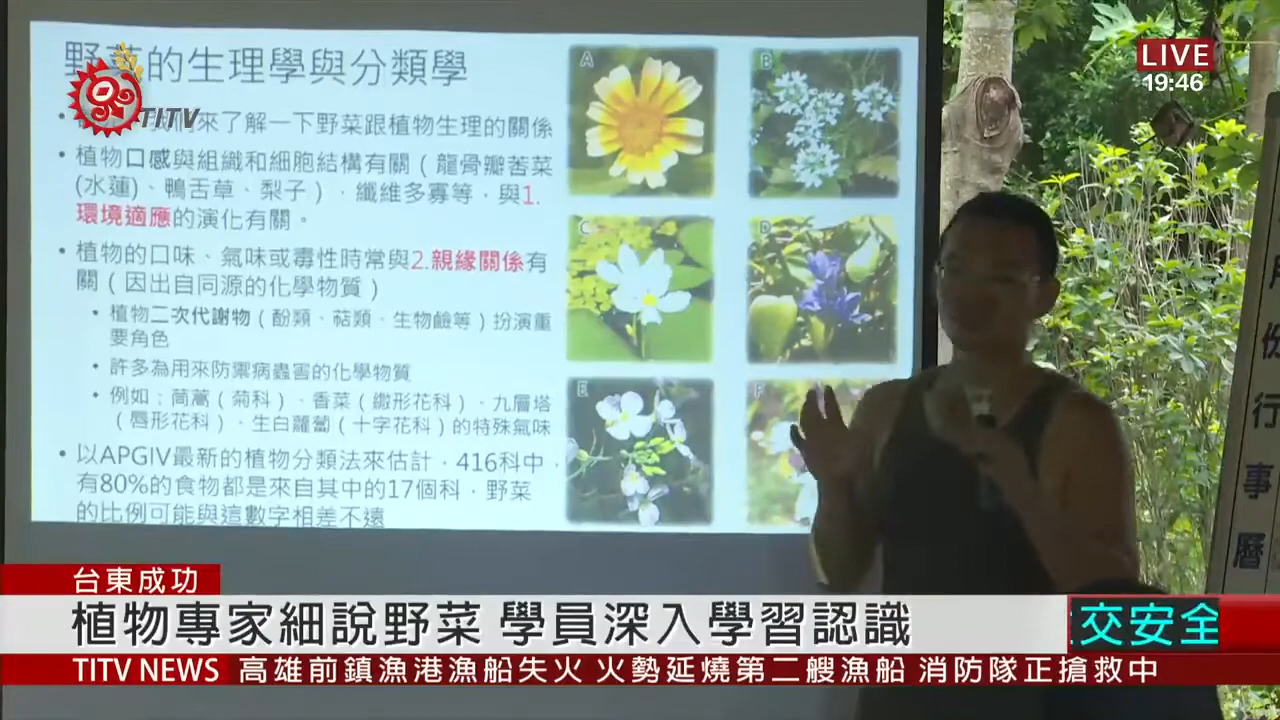 野菜的生理學與分類學
來了解一下野菜跟植物生理的關係
植物口感與組織和細胞結構有關（龍骨瓣莕菜
(水蓮)、鴨舌草、梨子），纖維多寡等，與1.
環境適應的演化有關。
植物的口味、氣味或毒性時常與2.親緣關係有
關（因出自同源的化學物質）
植物二次代謝物（酚類、萜類、生物鹼等）扮演重
要角色
許多為用來防禦病蟲害的化學物質
例如：茼蒿（菊科）、香菜（繖形花科）、九層塔
（唇形花科）、生白蘿蔔（十字花科）的特殊氣味
以APGIV最新的植物分類法來估計，416科中，
有80%的食物都是來自其中的17個科，野菜
的比例可能與這數字相差不遠
A
B
C
D
E
F
TITV
LIVE
19:46
月份行事曆
台東成功
植物專家細說野菜 學員深入學習認識
交安全
TITV NEWS 高雄前鎮漁港漁船失火 火勢延燒第二艘漁船 消防隊正搶救中